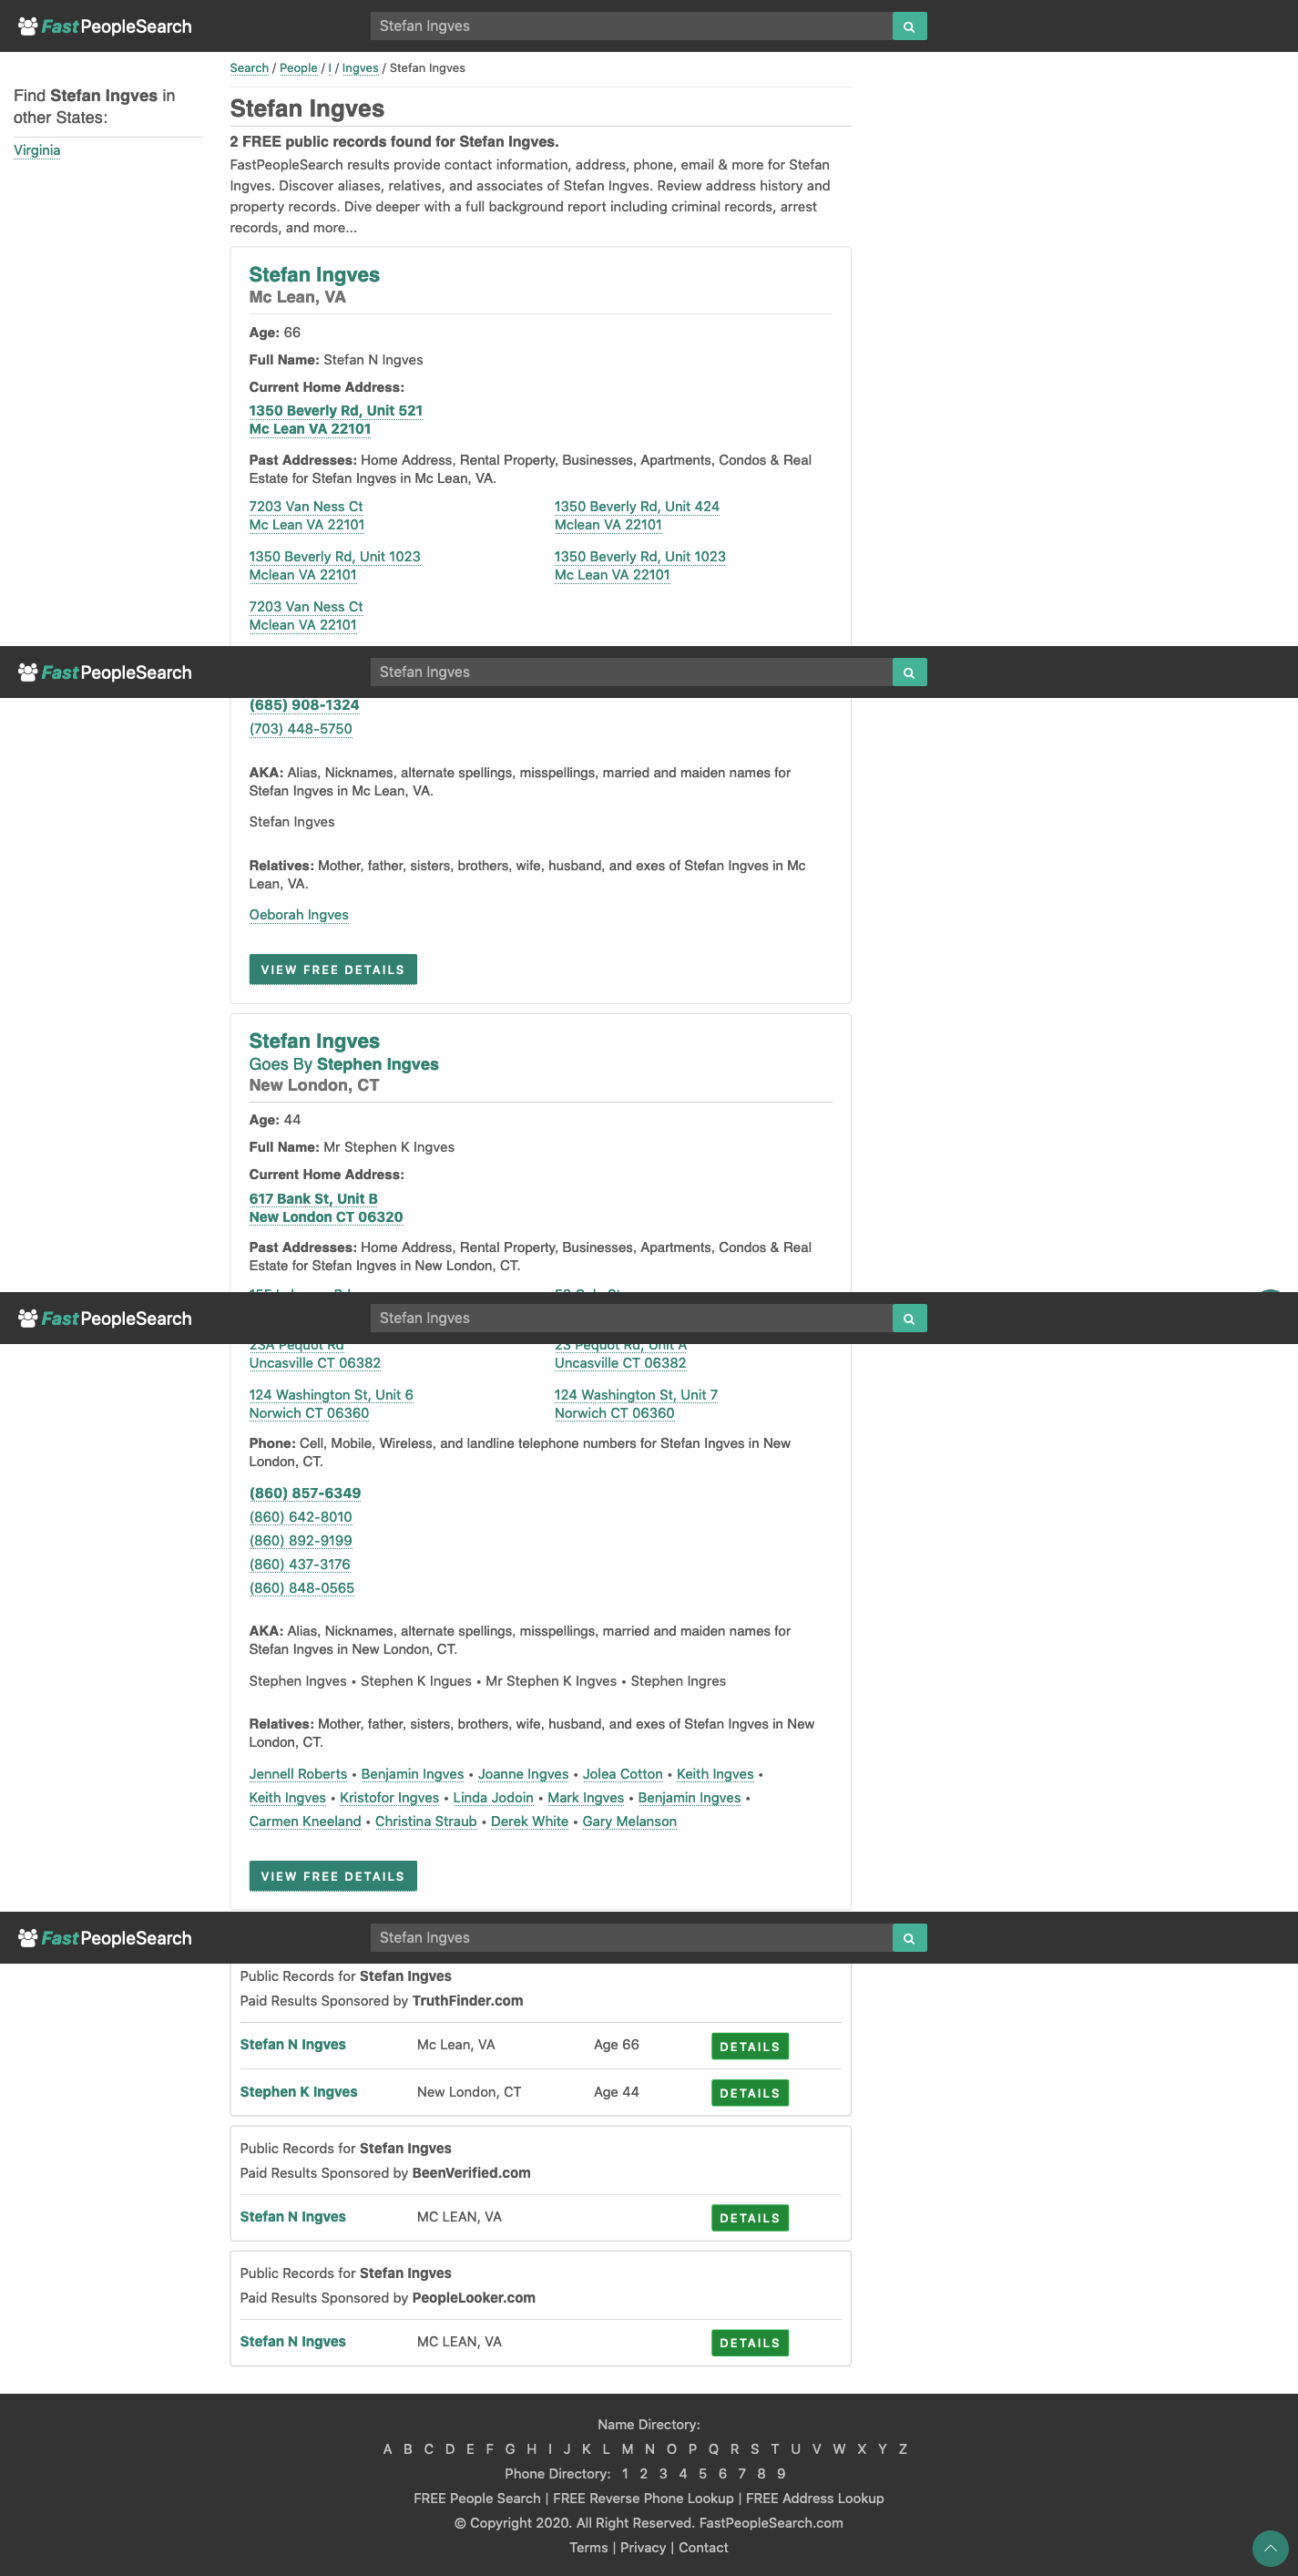 FastPeopleSearch
Stefan Ingves
Search / People / I / Ingves / Stefan Ingves
Find Stefan Ingves in
other States:
Virginia
Stefan Ingves
2 FREE public records found for Stefan Ingves.
FastPeopleSearch results provide contact information, address, phone, email & more for Stefan
Ingves. Discover aliases, relatives, and associates of Stefan Ingves. Review address history and
property records. Dive deeper with a full background report including criminal records, arrest
records, and more...
Stefan Ingves
Mc Lean, VA
Age: 66
Full Name: Stefan N Ingves
Current Home Address:
1350 Beverly Rd, Unit 521
Mc Lean VA 22101
Past Addresses: Home Address, Rental Property, Businesses, Apartments, Condos & Real
Estate for Stefan Ingves in Mc Lean, VA.
7203 Van Ness Ct
Mc Lean VA 22101
1350 Beverly Rd, Unit 424
Mclean VA 22101
1350 Beverly Rd, Unit 1023
Mclean VA 22101
1350 Beverly Rd, Unit 1023
Mc Lean VA 22101
7203 Van Ness Ct
Mclean VA 22101
FastPeopleSearch
Stefan Ingves
(685) 908-1324
(703) 448-5750
AKA: Alias, Nicknames, alternate spellings, misspellings, married and maiden names for
Stefan Ingves in Mc Lean, VA.
Stefan Ingves
Relatives: Mother, father, sisters, brothers, wife, husband, and exes of Stefan Ingves in Mc
Lean, VA.
Oeborah Ingves
VIEW FREE DETAILS
Stefan Ingves
Goes By Stephen Ingves
New London, CT
Age: 44
Full Name: Mr Stephen K Ingves
Current Home Address:
617 Bank St, Unit B
New London CT 06320
Past Addresses: Home Address, Rental Property, Businesses, Apartments, Condos & Real
Estate for Stefan Ingves in New London, CT.
FastPeopleSearch
Stefan Ingves
23A Pequot Rd
Uncasville CT 06382
23 Pequot Rd, Unit A
Uncasville CT 06382
124 Washington St, Unit 6
Norwich CT 06360
124 Washington St, Unit 7
Norwich CT 06360
Phone: Cell, Mobile, Wireless, and landline telephone numbers for Stefan Ingves in New
London, CT.
(860) 857-6349
(860) 642-8010
(860) 892-9199
(860) 437-3176
(860) 848-0565
AKA: Alias, Nicknames, alternate spellings, misspellings, married and maiden names for
Stefan Ingves in New London, CT.
Stephen Ingves • Stephen K Ingues • Mr Stephen K Ingves • Stephen Ingres
Relatives: Mother, father, sisters, brothers, wife, husband, and exes of Stefan Ingves in New
London, CT.
Jennell Roberts • Benjamin Ingves • Joanne Ingves • Jolea Cotton • Keith Ingves •
Keith Ingves • Kristofor Ingves • Linda Jodoin • Mark Ingves • Benjamin Ingves •
Carmen Kneeland • Christina Straub • Derek White • Gary Melanson
VIEW FREE DETAILS
FastPeopleSearch
Stefan Ingves
Public Records for Stefan Ingves
Paid Results Sponsored by TruthFinder.com
Stefan N Ingves Mc Lean, VA Age 66 DETAILS
Stephen K Ingves New London, CT Age 44 DETAILS
Public Records for Stefan Ingves
Paid Results Sponsored by BeenVerified.com
Stefan N Ingves MC LEAN, VA DETAILS
Public Records for Stefan Ingves
Paid Results Sponsored by PeopleLooker.com
Stefan N Ingves MC LEAN, VA DETAILS
Name Directory:
A B C D E F G H I J K L M N O P Q R S T U V W X Y Z
Phone Directory: 1 2 3 4 5 6 7 8 9
FREE People Search | FREE Reverse Phone Lookup | FREE Address Lookup
© Copyright 2020. All Right Reserved. FastPeopleSearch.com
Terms | Privacy | Contact